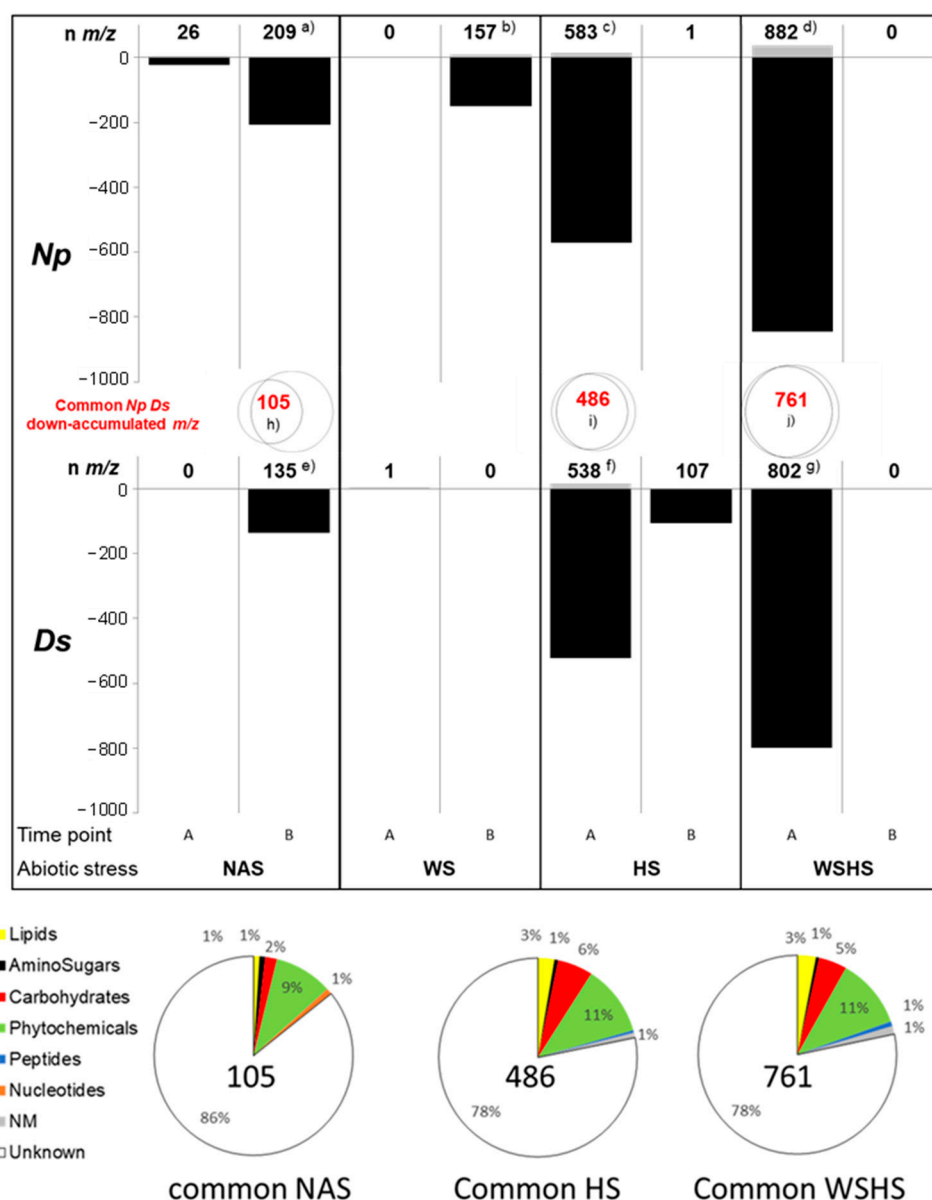 n m/z 26 209 a) 0 157 b) 583 c) 1 882 d) 0
0
−200
−400
Np
−600
−800
−1000
Common Np Ds
down-accumulated m/z
105
h)
486
i)
761
j)
n m/z 0 135 e) 1 0 538 f) 107 802 g) 0
0
−200
−400
Ds
−600
−800
−1000
Time point A B A B A B A B
Abiotic stress NAS WS HS WSHS
Lipids
AminoSugars
Carbohydrates
Phytochemicals
Peptides
Nucleotides
NM
Unknown
1% 1% 2% 9% 1%
105
86%
common NAS
3% 1% 6% 11% 1%
486
78%
Common HS
3% 1% 5% 11% 1% 1%
761
78%
Common WSHS